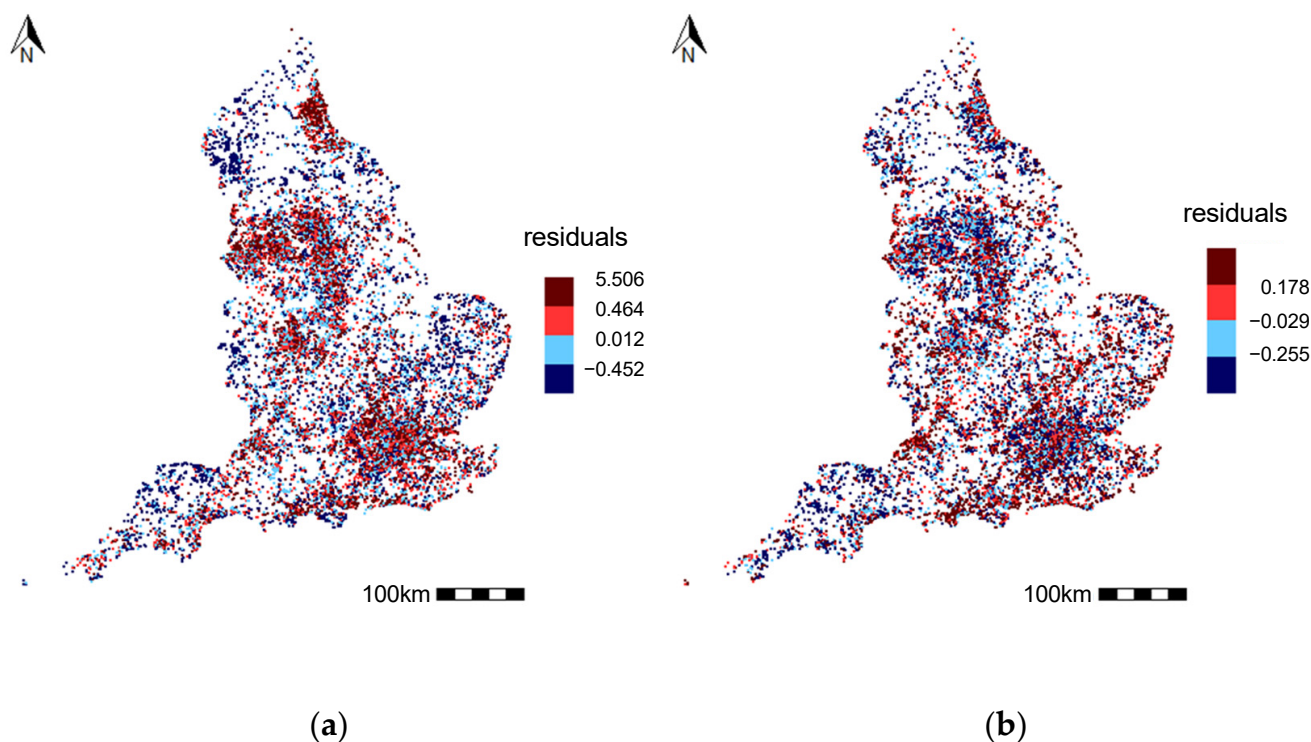 N
residuals
5.506
0.464
0.012
−0.452
100km
(a)
N
residuals
0.178
−0.029
−0.255
100km
(b)